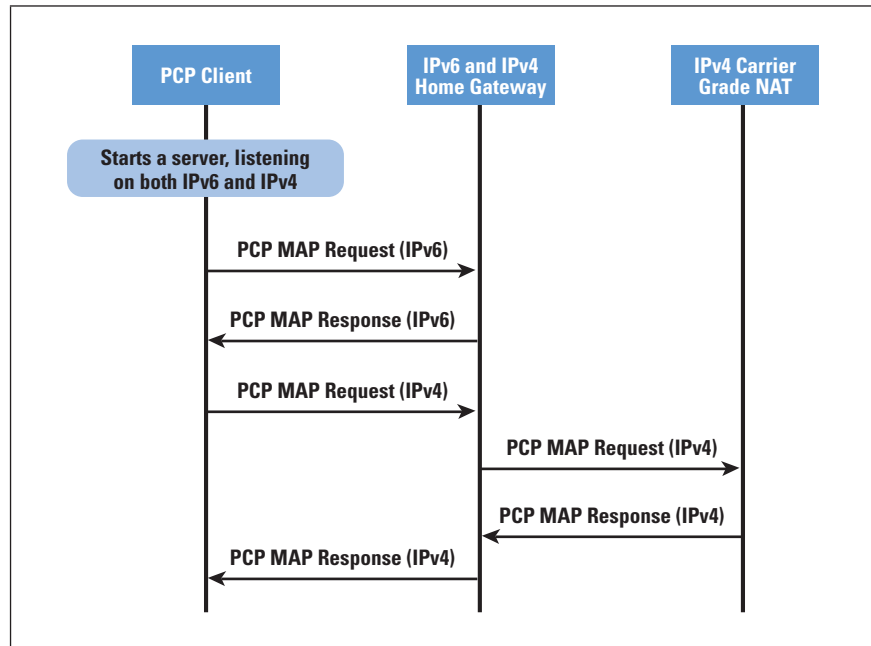 PCP Client
IPv6 and IPv4
Home Gateway
IPv4 Carrier
Grade NAT
Starts a server, listening
on both IPv6 and IPv4
PCP MAP Request (IPv6)
PCP MAP Response (IPv6)
PCP MAP Request (IPv4)
PCP MAP Request (IPv4)
PCP MAP Response (IPv4)
PCP MAP Response (IPv4)